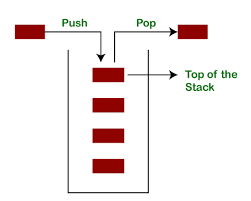 Push
Pop
Top of the
Stack